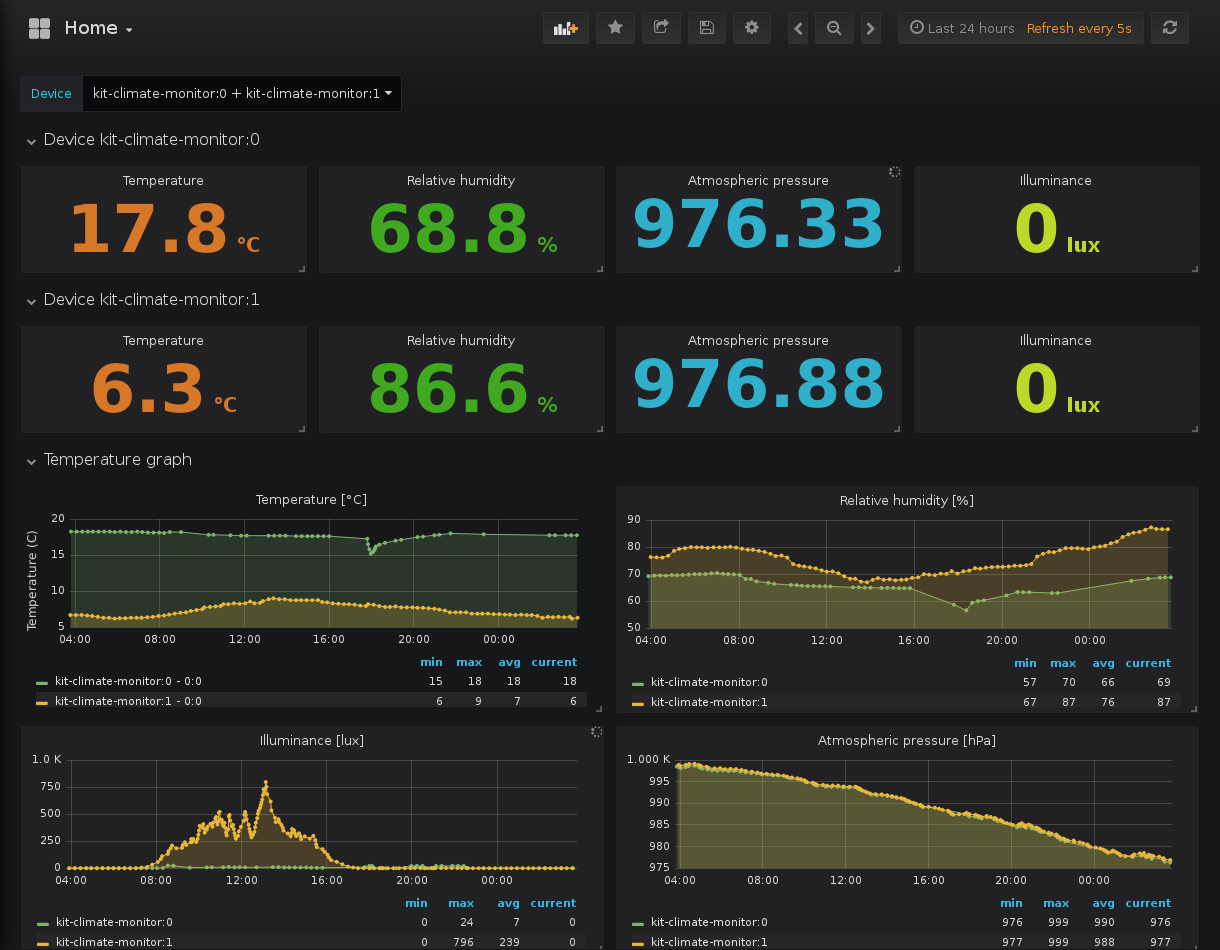 Home
Last 24 hours Refresh every 5s
Device kit-climate-monitor:0 + kit-climate-monitor:1
Device kit-climate-monitor:0
Temperature Relative humidity Atmospheric pressure Illuminance
17.8 °C 68.8 % 976.33 0 lux
Device kit-climate-monitor:1
Temperature Relative humidity Atmospheric pressure Illuminance
6.3 °C 86.6 % 976.88 0 lux
Temperature graph
Temperature [°C]
Temperature (C)
20
15
10
5
04:00 08:00 12:00 16:00 20:00 00:00
min max avg current
kit-climate-monitor:0 - 0:0 15 18 18 18
kit-climate-monitor:1 - 0:0 6 9 7 6
Relative humidity [%]
90
80
70
60
50
04:00 08:00 12:00 16:00 20:00 00:00
min max avg current
kit-climate-monitor:0 57 70 66 69
kit-climate-monitor:1 67 87 76 87
Illuminance [lux]
1.0 K
750
500
250
0
04:00 08:00 12:00 16:00 20:00 00:00
min max avg current
kit-climate-monitor:0 0 24 7 0
kit-climate-monitor:1 0 796 239 0
Atmospheric pressure [hPa]
1.000 K
995
990
985
980
975
04:00 08:00 12:00 16:00 20:00 00:00
min max avg current
kit-climate-monitor:0 976 999 990 976
kit-climate-monitor:1 977 999 988 977